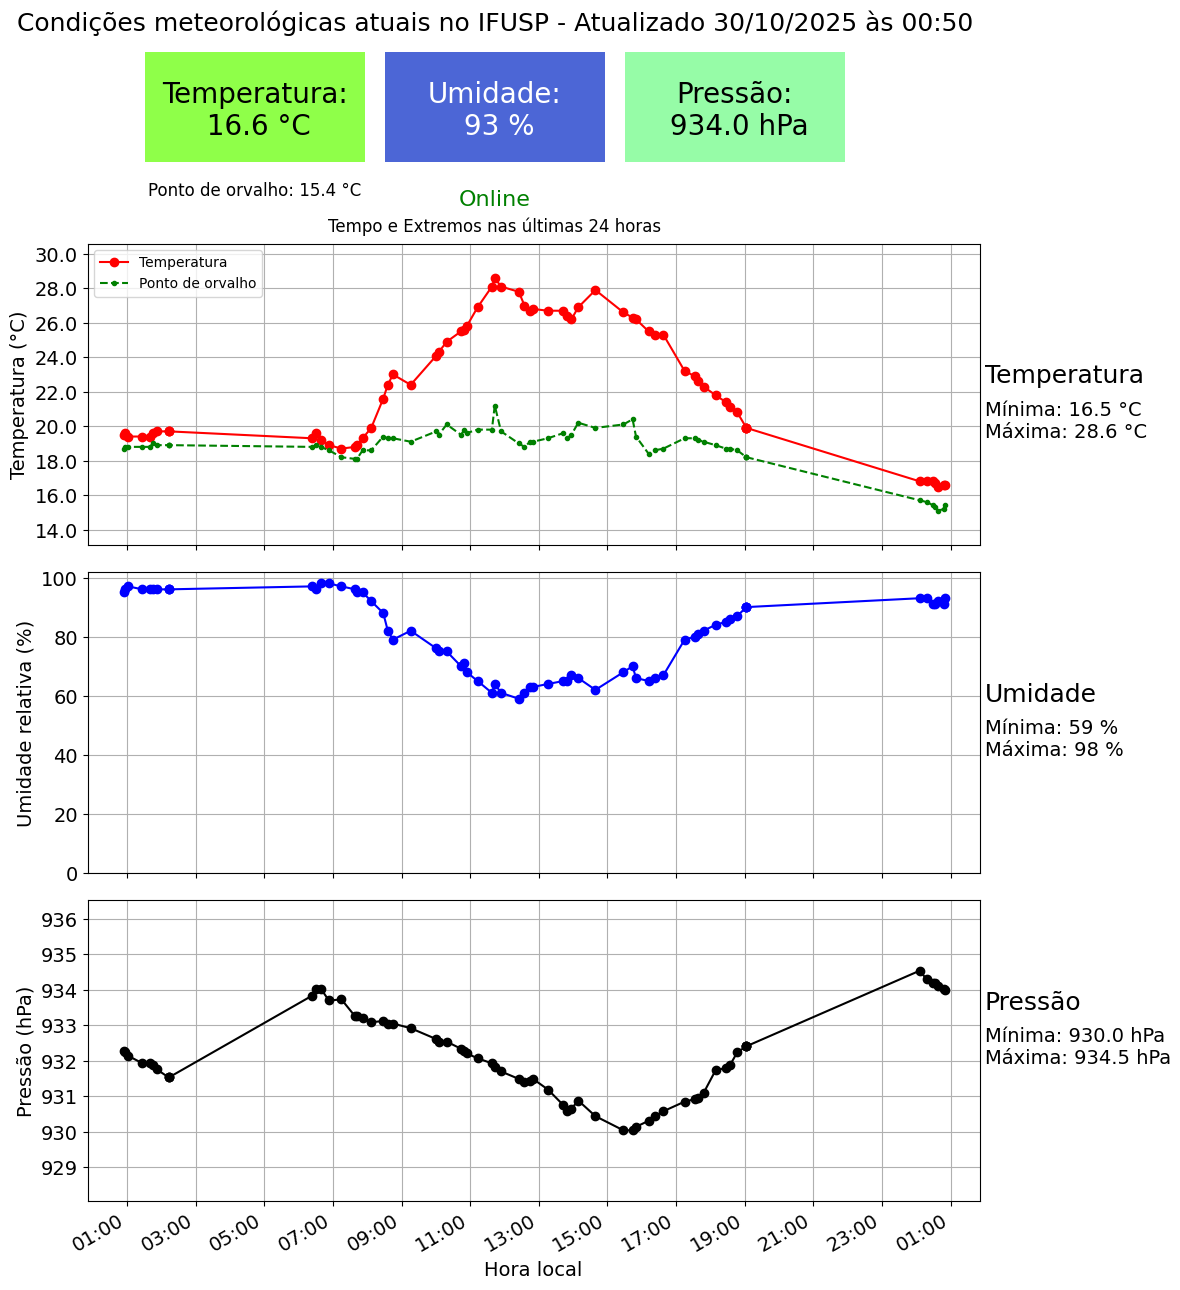 Condições meteorológicas atuais no IFUSP - Atualizado 30/10/2025 às 00:50
Temperatura:
16.6 °C
Umidade:
93 %
Pressão:
934.0 hPa
Ponto de orvalho: 15.4 °C
Online
Tempo e Extremos nas últimas 24 horas
Temperatura (°C)
30.0
28.0
26.0
24.0
22.0
20.0
18.0
16.0
14.0
Temperatura
Ponto de orvalho
Temperatura
Mínima: 16.5 °C
Máxima: 28.6 °C
Umidade relativa (%)
100
80
60
40
20
0
Umidade
Mínima: 59 %
Máxima: 98 %
Pressão (hPa)
936
935
934
933
932
931
930
929
Pressão
Mínima: 930.0 hPa
Máxima: 934.5 hPa
01:00
03:00
05:00
07:00
09:00
11:00
13:00
15:00
17:00
19:00
21:00
23:00
01:00
Hora local